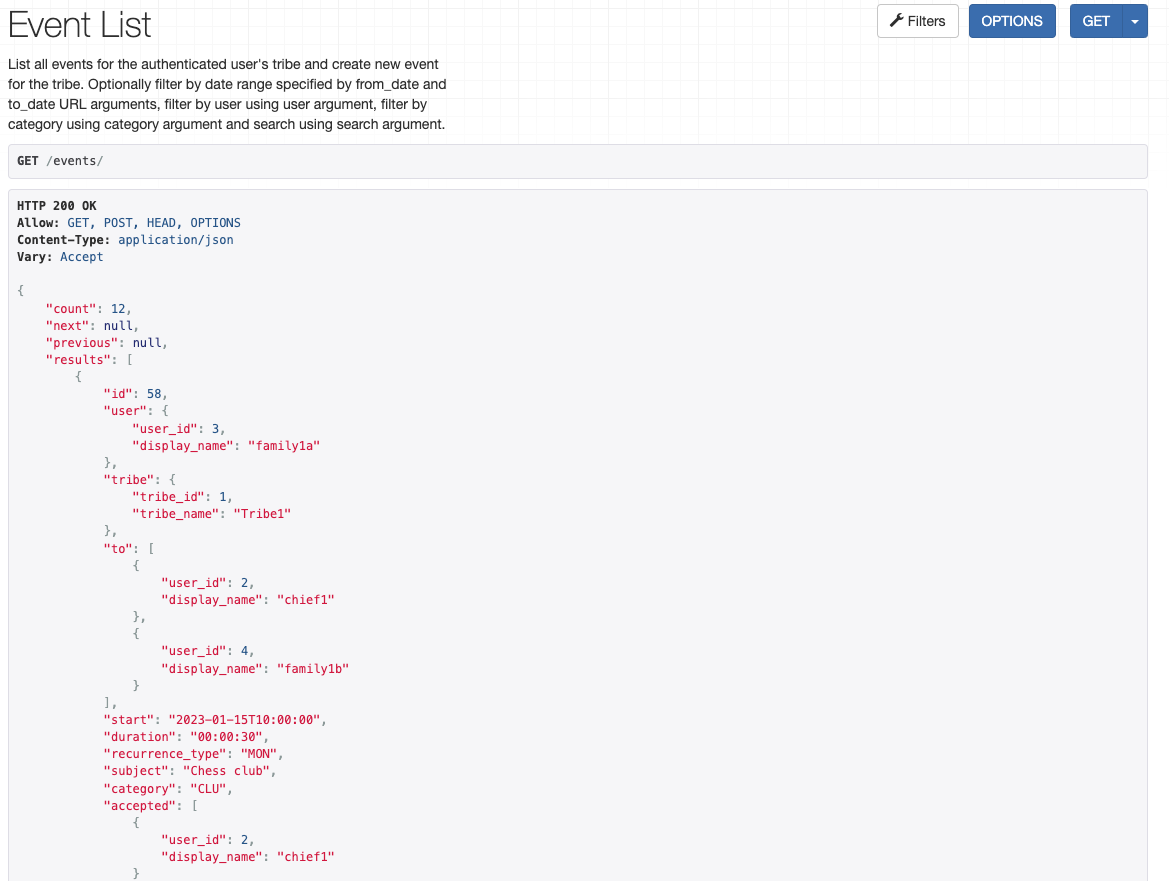 Event List
Filters
OPTIONS
GET
List all events for the authenticated user's tribe and create new event
for the tribe. Optionally filter by date range specified by from_date and
to_date URL arguments, filter by user using user argument, filter by
category using category argument and search using search argument.
GET /events/
HTTP 200 OK
Allow: GET, POST, HEAD, OPTIONS
Content-Type: application/json
Vary: Accept
{
    "count": 12,
    "next": null,
    "previous": null,
    "results": [
        {
            "id": 58,
            "user": {
                "user_id": 3,
                "display_name": "family1a"
            },
            "tribe": {
                "tribe_id": 1,
                "tribe_name": "Tribe1"
            },
            "to": [
                {
                    "user_id": 2,
                    "display_name": "chief1"
                },
                {
                    "user_id": 4,
                    "display_name": "family1b"
                }
            ],
            "start": "2023-01-15T10:00:00",
            "duration": "00:00:30",
            "recurrence_type": "MON",
            "subject": "Chess club",
            "category": "CLU",
            "accepted": [
                {
                    "user_id": 2,
                    "display_name": "chief1"
                }